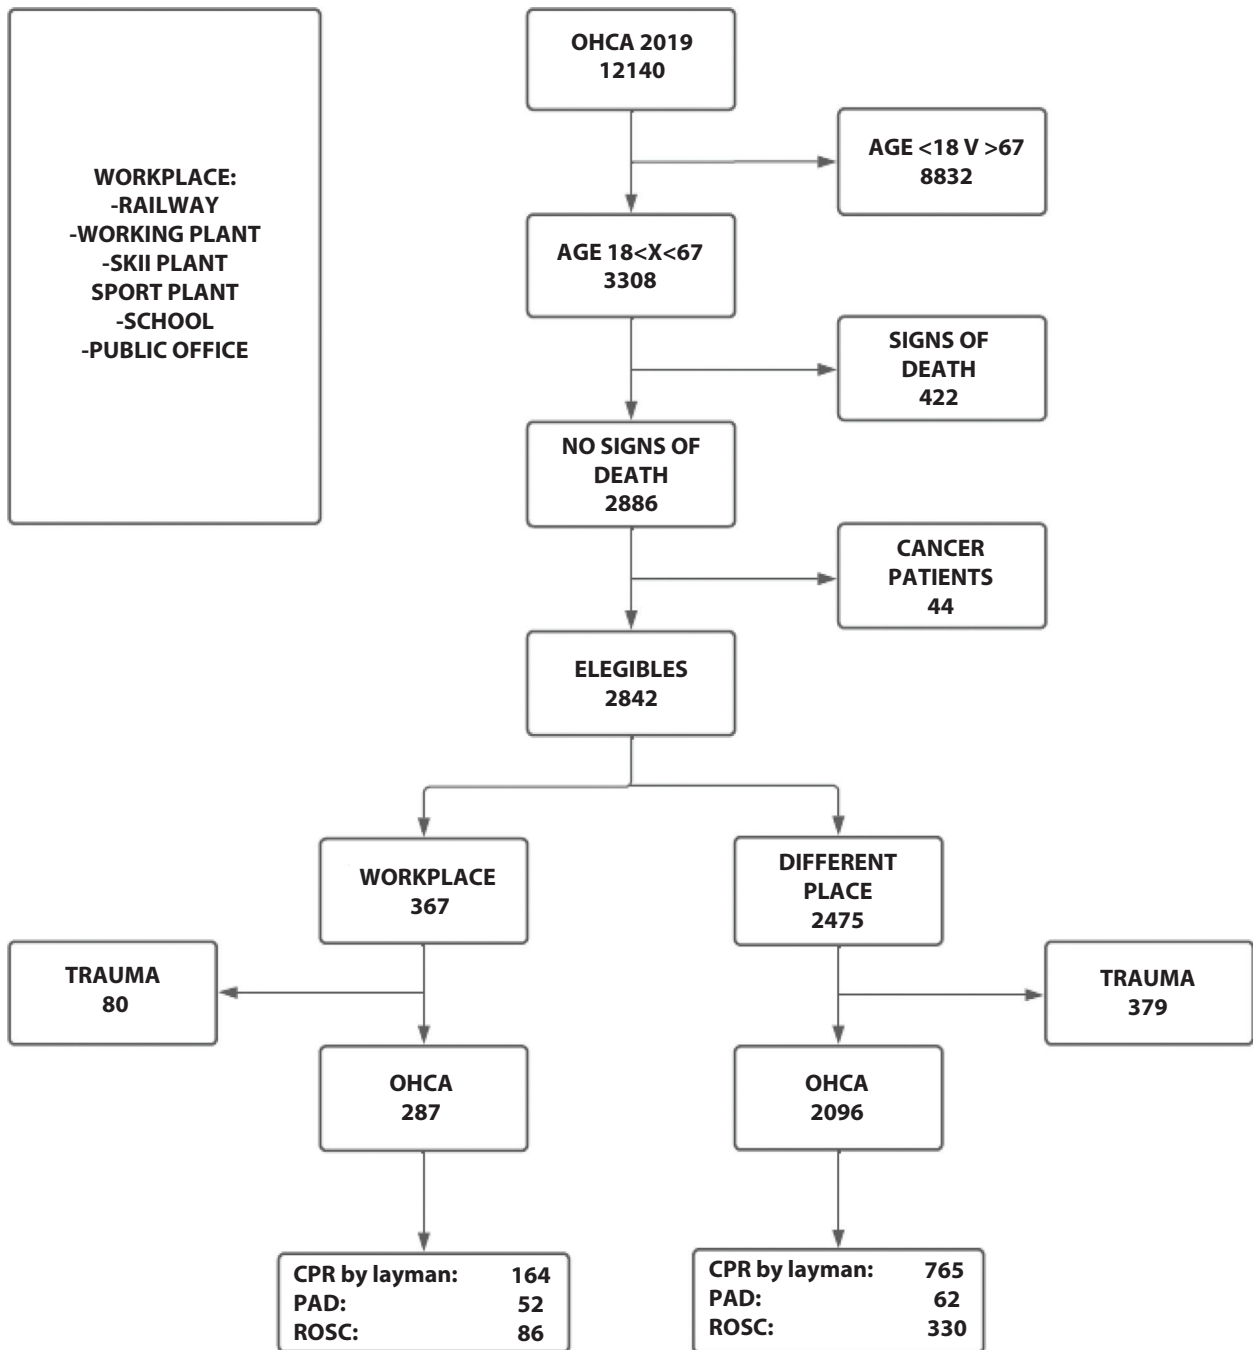 WORKPLACE:
-RAILWAY
-WORKING PLANT
-SKII PLANT
SPORT PLANT
-SCHOOL
-PUBLIC OFFICE
OHCA 2019
12140
AGE <18 V >67
8832
AGE 18<X<67
3308
SIGNS OF
DEATH
422
NO SIGNS OF
DEATH
2886
CANCER
PATIENTS
44
ELEGIBLES
2842
WORKPLACE
367
DIFFERENT
PLACE
2475
TRAUMA
80
TRAUMA
379
OHCA
287
OHCA
2096
CPR by layman: 164
PAD: 52
ROSC: 86
CPR by layman: 765
PAD: 62
ROSC: 330